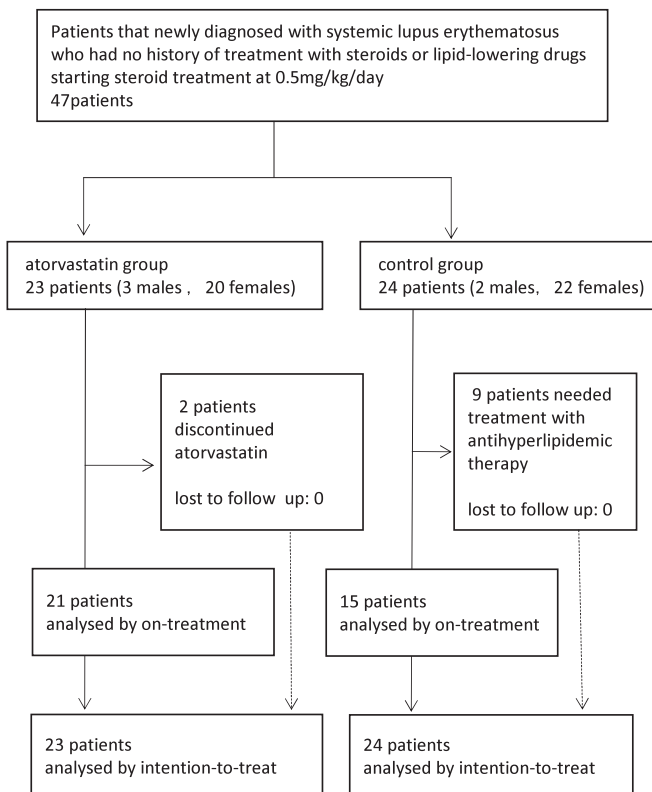 Patients that newly diagnosed with systemic lupus erythematosus
who had no history of treatment with steroids or lipid-lowering drugs
starting steroid treatment at 0.5mg/kg/day
47patients
atorvastatin group
23 patients (3 males , 20 females)
control group
24 patients (2 males, 22 females)
2 patients
discontinued
atorvastatin
lost to follow up: 0
9 patients needed
treatment with
antihyperlipidemic
therapy
lost to follow up: 0
21 patients
analysed by on-treatment
15 patients
analysed by on-treatment
23 patients
analysed by intention-to-treat
24 patients
analysed by intention-to-treat